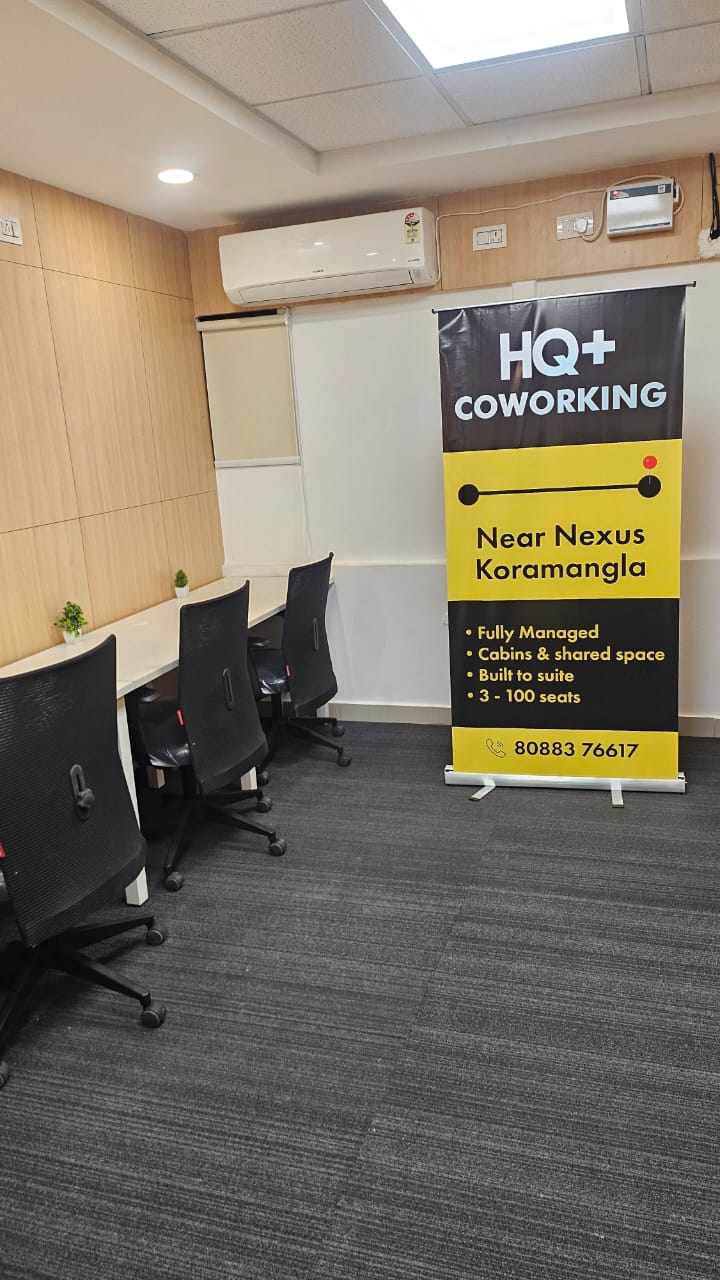 HQ+
COWORKING
Near Nexus
Koramangla
• Fully Managed
• Cabins & shared space
• Built to suite
• 3 - 100 seats
80883 76617